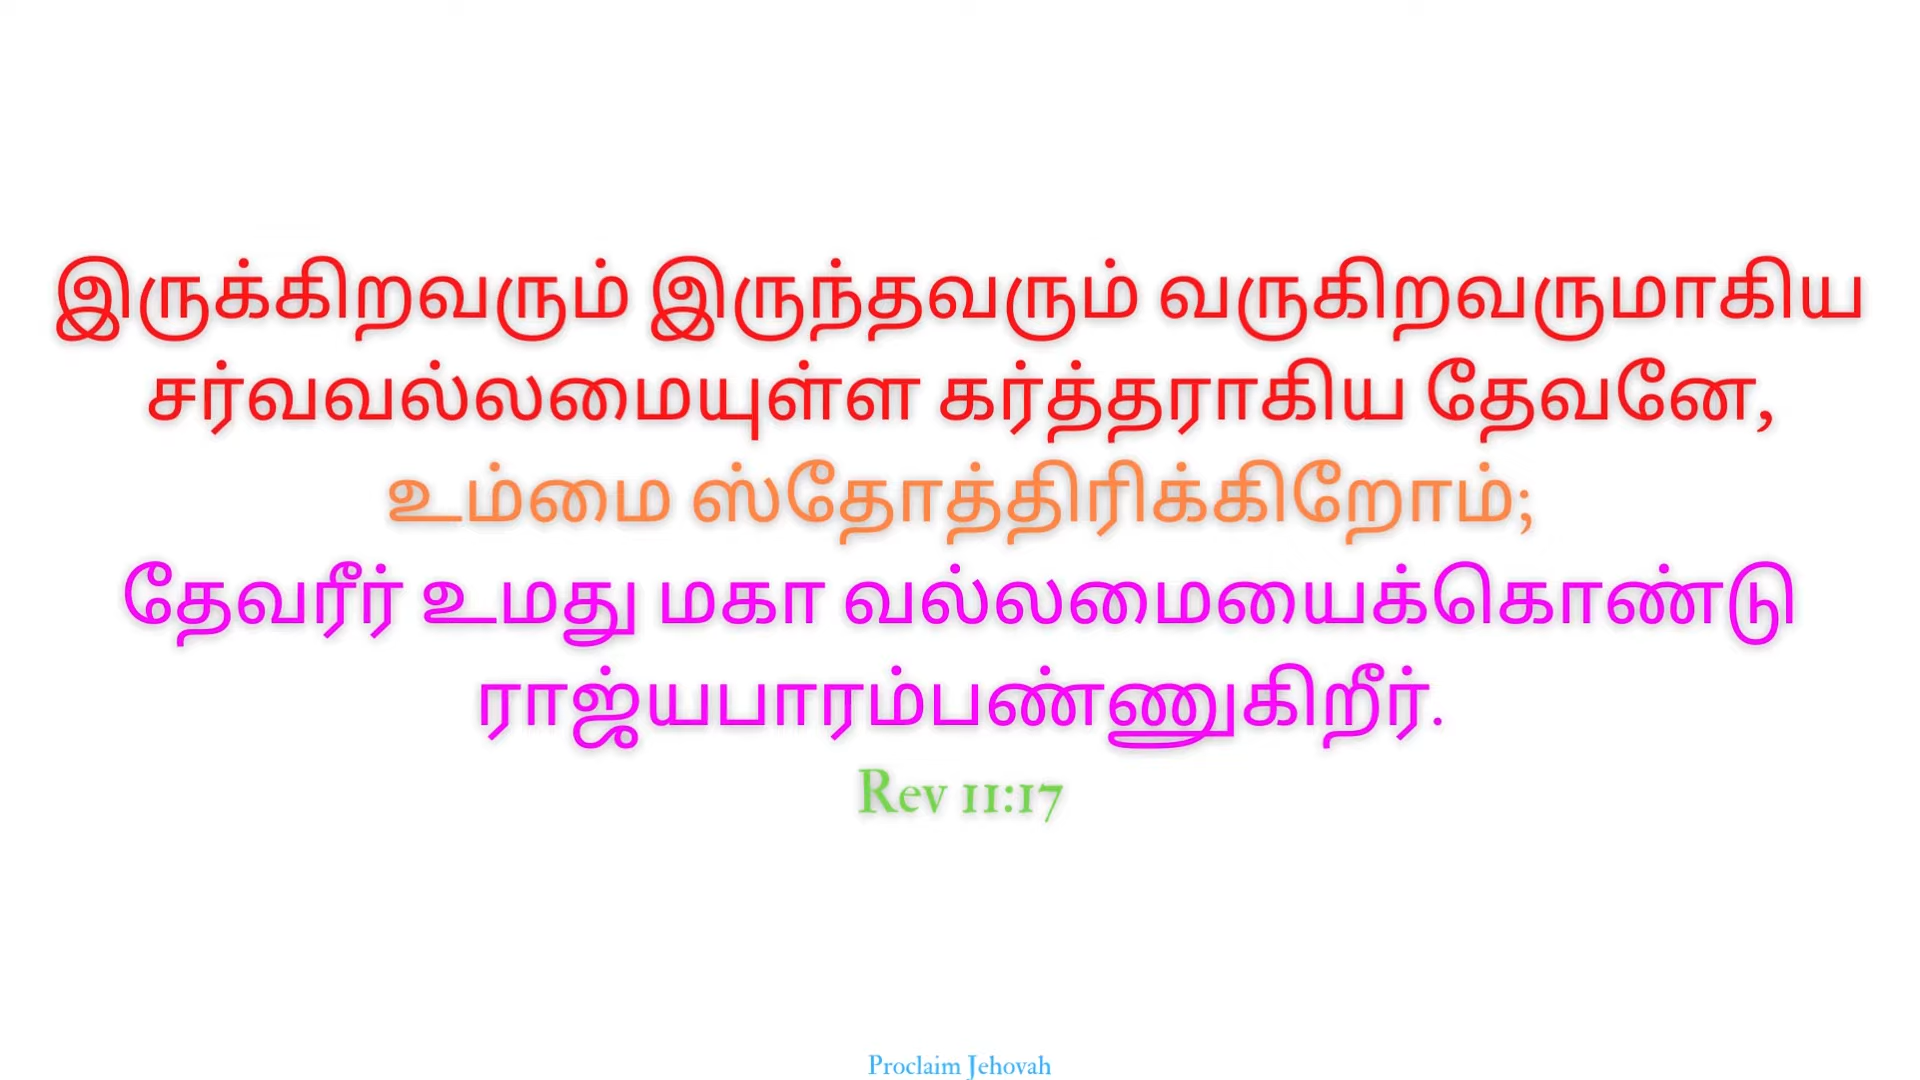 இருக்கிறவரும் இருந்தவரும் வருகிறவருமாகிய
சர்வவல்லமையுள்ள கர்த்தராகிய தேவனே,
உம்மை ஸ்தோத்திரிக்கிறோம்;
தேவரீர் உமது மகா வல்லமையைக்கொண்டு
ராஜ்யபாரம்பண்ணுகிறீர்.
Rev 11:17
Proclaim Jehovah